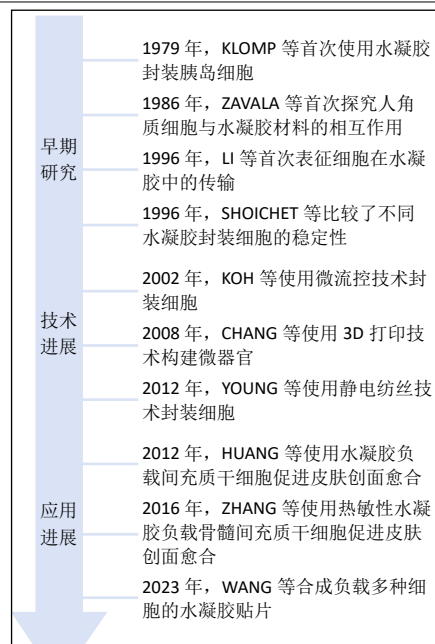 早期
研究
1979 年，KLOMP 等首次使用水凝胶
封装胰岛细胞
1986 年，ZAVALA 等首次探究人角
质细胞与水凝胶材料的相互作用
1996 年，LI 等首次表征细胞在水凝
胶中的传输
1996 年，SHOICHET 等比较了不同
水凝胶封装细胞的稳定性
技术
进展
2002 年，KOH 等使用微流控技术封
装细胞
2008 年，CHANG 等使用 3D 打印技
术构建微器官
2012 年，YOUNG 等使用静电纺丝技
术封装细胞
应用
进展
2012 年，HUANG 等使用水凝胶负
载间充质干细胞促进皮肤创面愈合
2016 年，ZHANG 等使用热敏性水凝
胶负载骨髓间充质干细胞促进皮肤
创面愈合
2023 年，WANG 等合成负载多种细
胞的水凝胶贴片